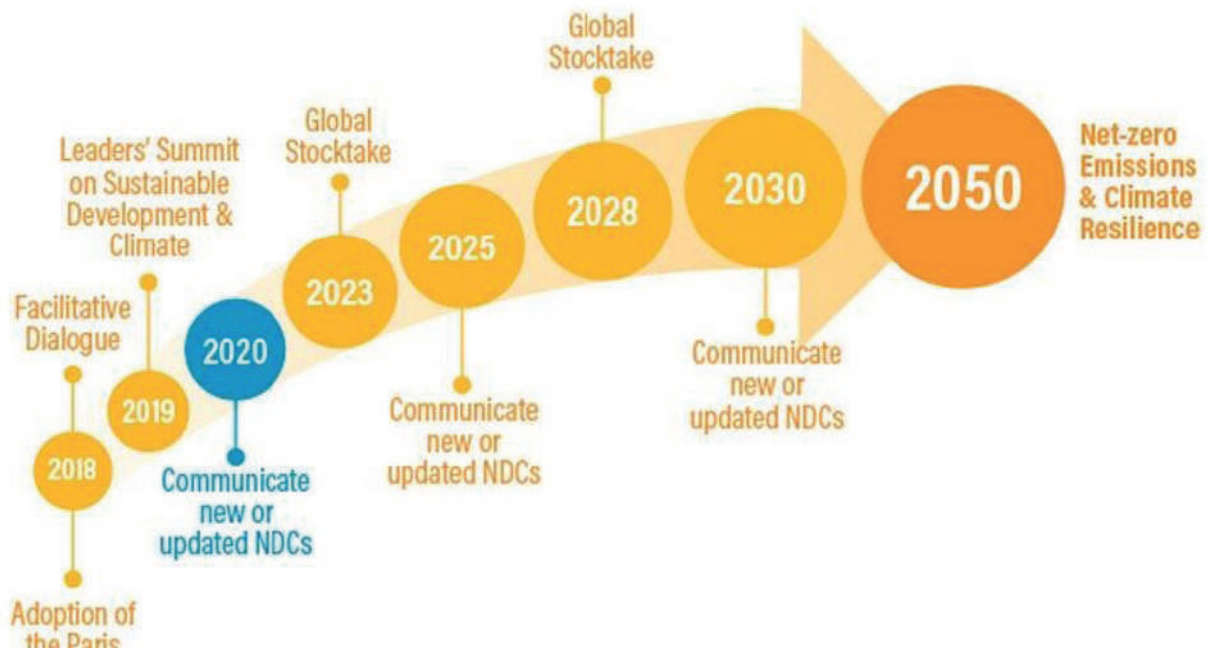 Facilitative
Dialogue
2018
Adoption of
the Paris
Leaders' Summit
on Sustainable
Development &
Climate
2019
2020
Communicate
new or
updated NDCs
Global
Stocktake
2023
2025
Communicate
new or
updated NDCs
Global
Stocktake
2028
2030
Communicate
new or
updated NDCs
2050
Net-zero
Emissions
& Climate
Resilience